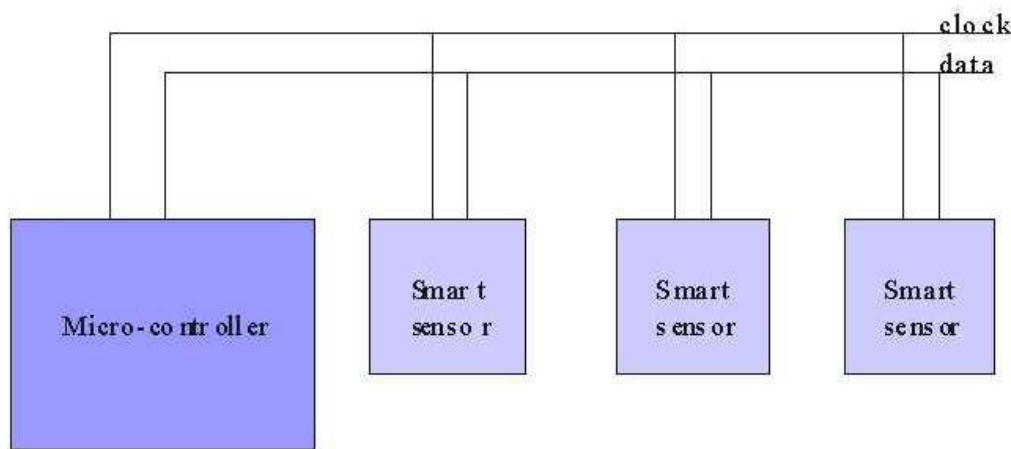 clock
data
Micro-controller
Smart
sensor
Smart
sensor
Smart
sensor